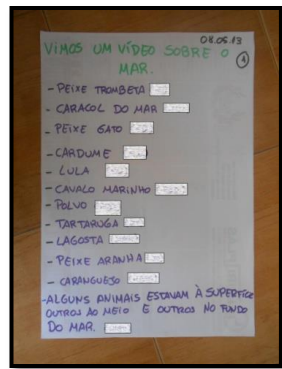 08.05.13
VIMOS UM VÍDEO SOBRE O
MAR.
1
- PEIXE TROMBETA
- CARACOL DO MAR
- PEIXE GATO
- CARDUME
- LULA
- CAVALO MARINHO
- POLVO
- TARTARUGA
- LAGOSTA
- PEIXE ARANHA
- CARANGUEJO
- ALGUNS ANIMAIS ESTAVAM À SUPERFÍCIE
OUTROS AO MEIO E OUTROS NO FUNDO
DO MAR.